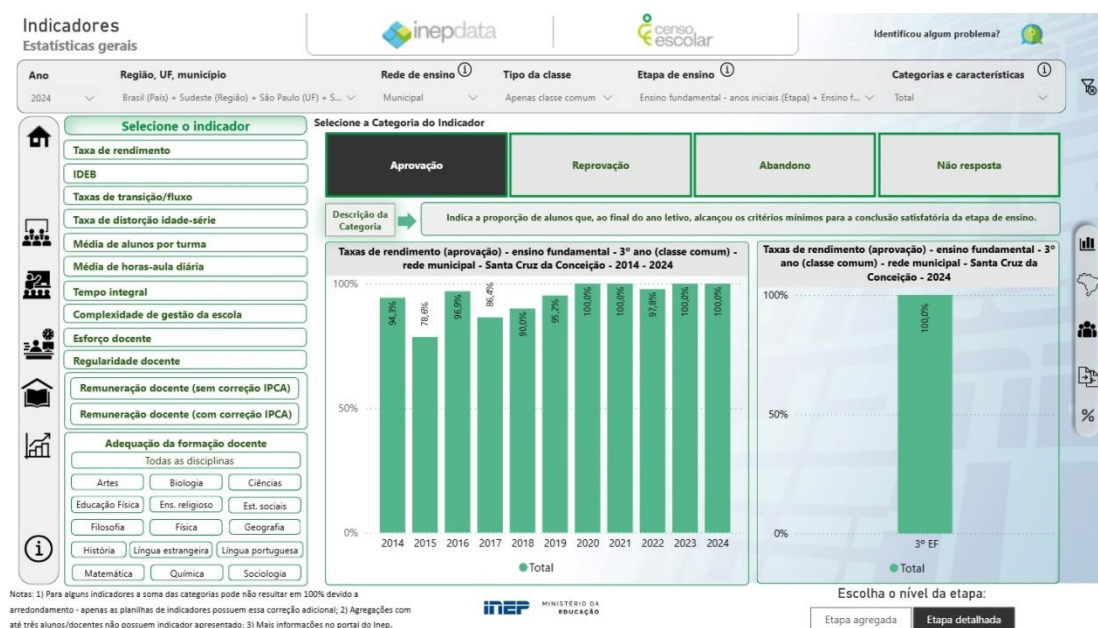 Indicadores
Estatísticas gerais
inepdata
censo
escolar
Identificou algum problema?
Ano
Região, UF, município
Rede de ensino
Tipo da classe
Etapa de ensino
Categorias e características
2024
Brasil (País) + Sudeste (Região) + São Paulo (UF) + S...
Municipal
Apenas classe comum
Ensino fundamental - anos iniciais (Etapa) + Ensino f...
Total
Selecione o indicador
Taxa de rendimento
IDEB
Taxas de transição/fluxo
Taxa de distorção idade-série
Média de alunos por turma
Média de horas-aula diária
Tempo integral
Complexidade de gestão da escola
Esforço docente
Regularidade docente
Remuneração docente (sem correção IPCA)
Remuneração docente (com correção IPCA)
Adequação da formação docente
Todas as disciplinas
Artes
Biologia
Ciências
Educação Física
Ens. religioso
Est. sociais
Filosofia
Física
Geografia
História
Língua estrangeira
Língua portuguesa
Matemática
Química
Sociologia
Selecione a Categoria do Indicador
Aprovação
Reprovação
Abandono
Não resposta
Descrição da
Categoria
Indica a proporção de alunos que, ao final do ano letivo, alcançou os critérios mínimos para a conclusão satisfatória da etapa de ensino.
Taxas de rendimento (aprovação) - ensino fundamental - 3º ano (classe comum) -
rede municipal - Santa Cruz da Conceição - 2014 - 2024
100%
50%
0%
94,3%
78,6%
96,9%
86,4%
90,0%
95,2%
100,0%
100,0%
97,8%
100,0%
100,0%
2014
2015
2016
2017
2018
2019
2020
2021
2022
2023
2024
Total
Taxas de rendimento (aprovação) - ensino fundamental - 3º
ano (classe comum) - rede municipal - Santa Cruz da
Conceição - 2024
100%
50%
0%
100,0%
3º EF
Total
%
Notas: 1) Para alguns indicadores a soma das categorias pode não resultar em 100% devido a
arredondamento - apenas as planilhas de indicadores possuem essa correção adicional; 2) Agregações com
até três alunos/docentes não possuem indicador apresentado; 3) Mais informações no portal do Inep.
INEP
MINISTÉRIO DA
EDUCAÇÃO
Escolha o nível da etapa:
Etapa agregada
Etapa detalhada